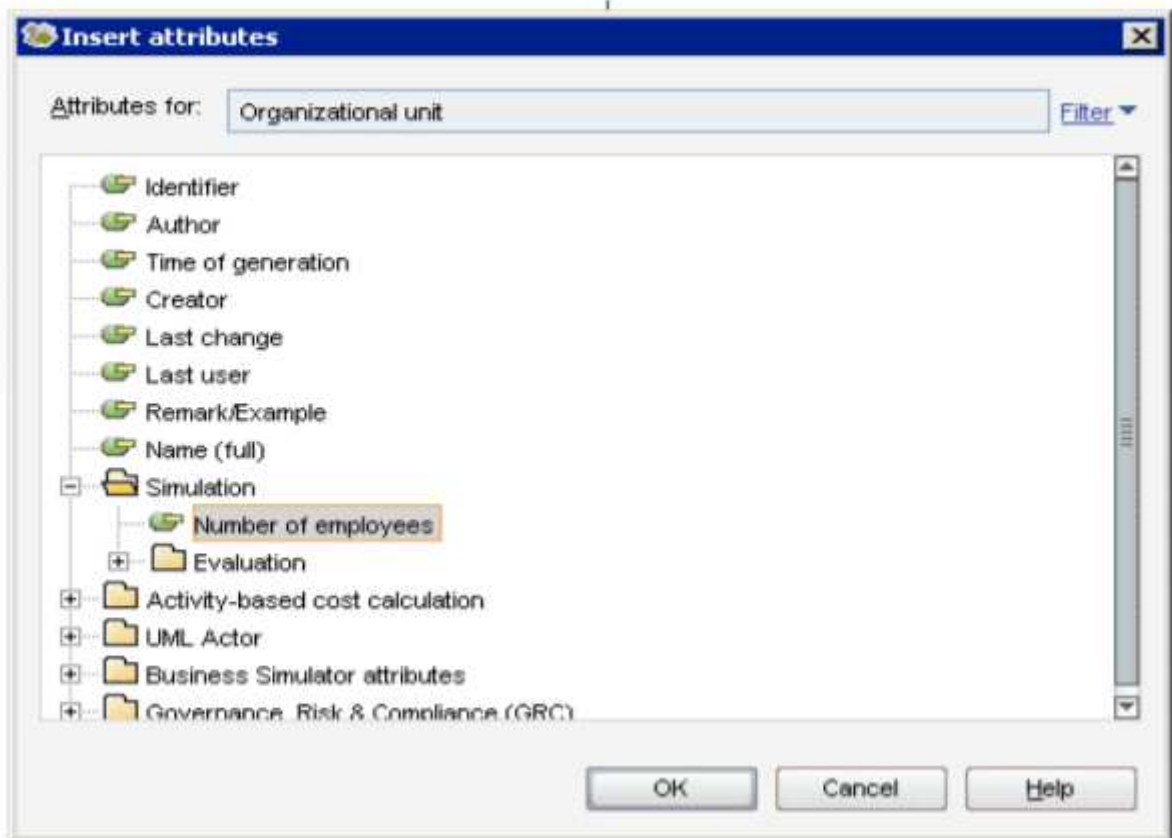 Insert attributes
Attributes for: Organizational unit Filter
Identifier
Author
Time of generation
Creator
Last change
Last user
Remark/Example
Name (full)
Simulation
Number of employees
Evaluation
Activity-based cost calculation
UML Actor
Business Simulator attributes
Governance, Risk & Compliance (GRC)
OK Cancel Help